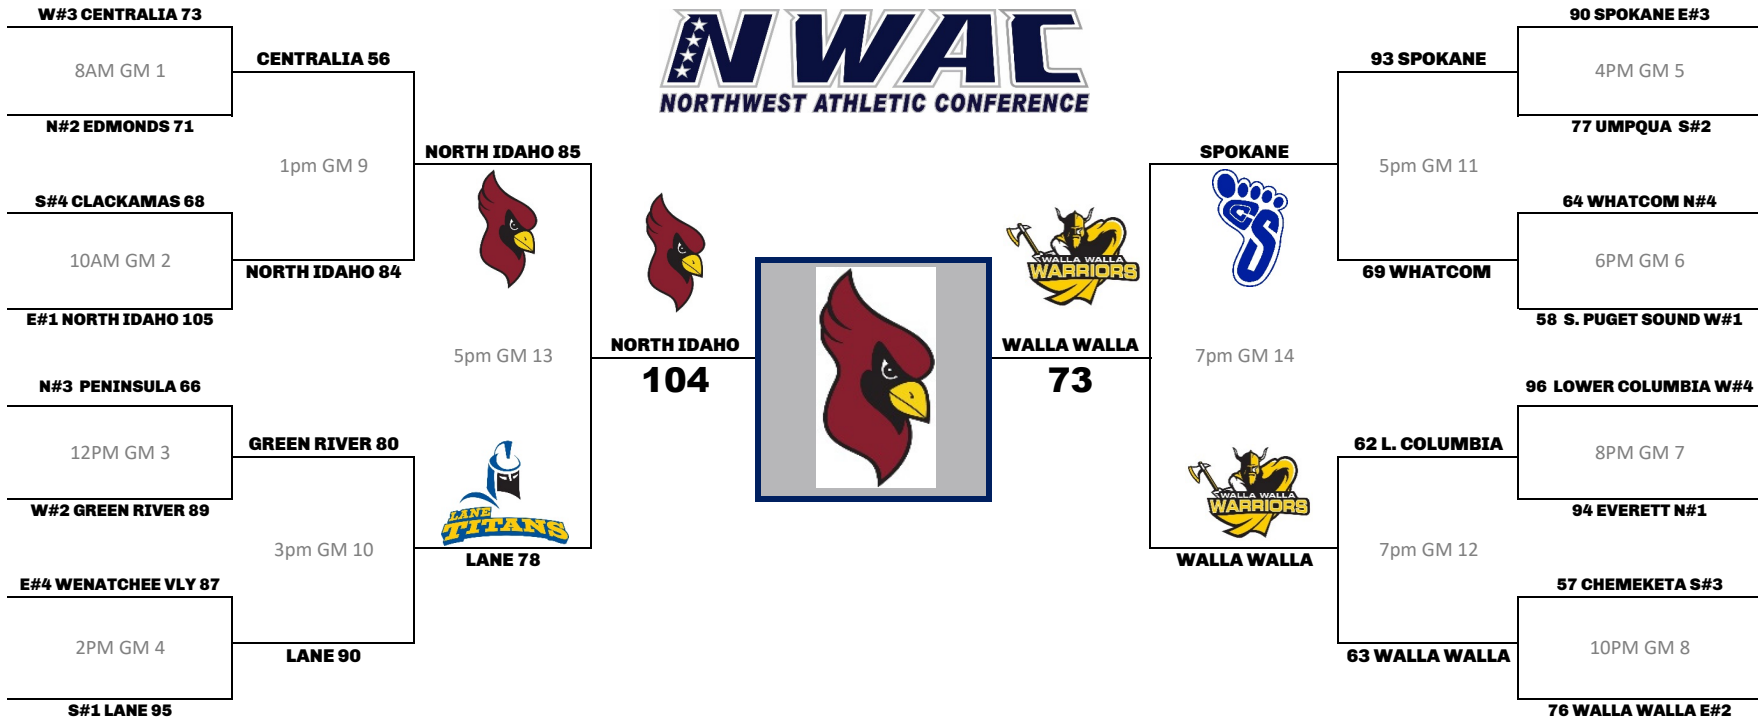 NWAC
NORTHWEST ATHLETIC CONFERENCE
W#3 CENTRALIA 73
8AM GM 1
N#2 EDMONDS 71
CENTRALIA 56
1pm GM 9
S#4 CLACKAMAS 68
10AM GM 2
E#1 NORTH IDAHO 105
NORTH IDAHO 84
NORTH IDAHO 85
5pm GM 13
N#3 PENINSULA 66
12PM GM 3
W#2 GREEN RIVER 89
GREEN RIVER 80
3pm GM 10
E#4 WENATCHEE VLY 87
2PM GM 4
S#1 LANE 95
LANE 90
LANE
TITANS
LANE 78
NORTH IDAHO
104
WALLA WALLA
WARRIORS
WALLA WALLA
73
SPOKANE
CCS
7pm GM 14
WALLA WALLA
WARRIORS
WALLA WALLA
93 SPOKANE
5pm GM 11
69 WHATCOM
62 L. COLUMBIA
7pm GM 12
63 WALLA WALLA
90 SPOKANE E#3
4PM GM 5
77 UMPQUA S#2
64 WHATCOM N#4
6PM GM 6
58 S. PUGET SOUND W#1
96 LOWER COLUMBIA W#4
8PM GM 7
94 EVERETT N#1
57 CHEMEKETA S#3
10PM GM 8
76 WALLA WALLA E#2